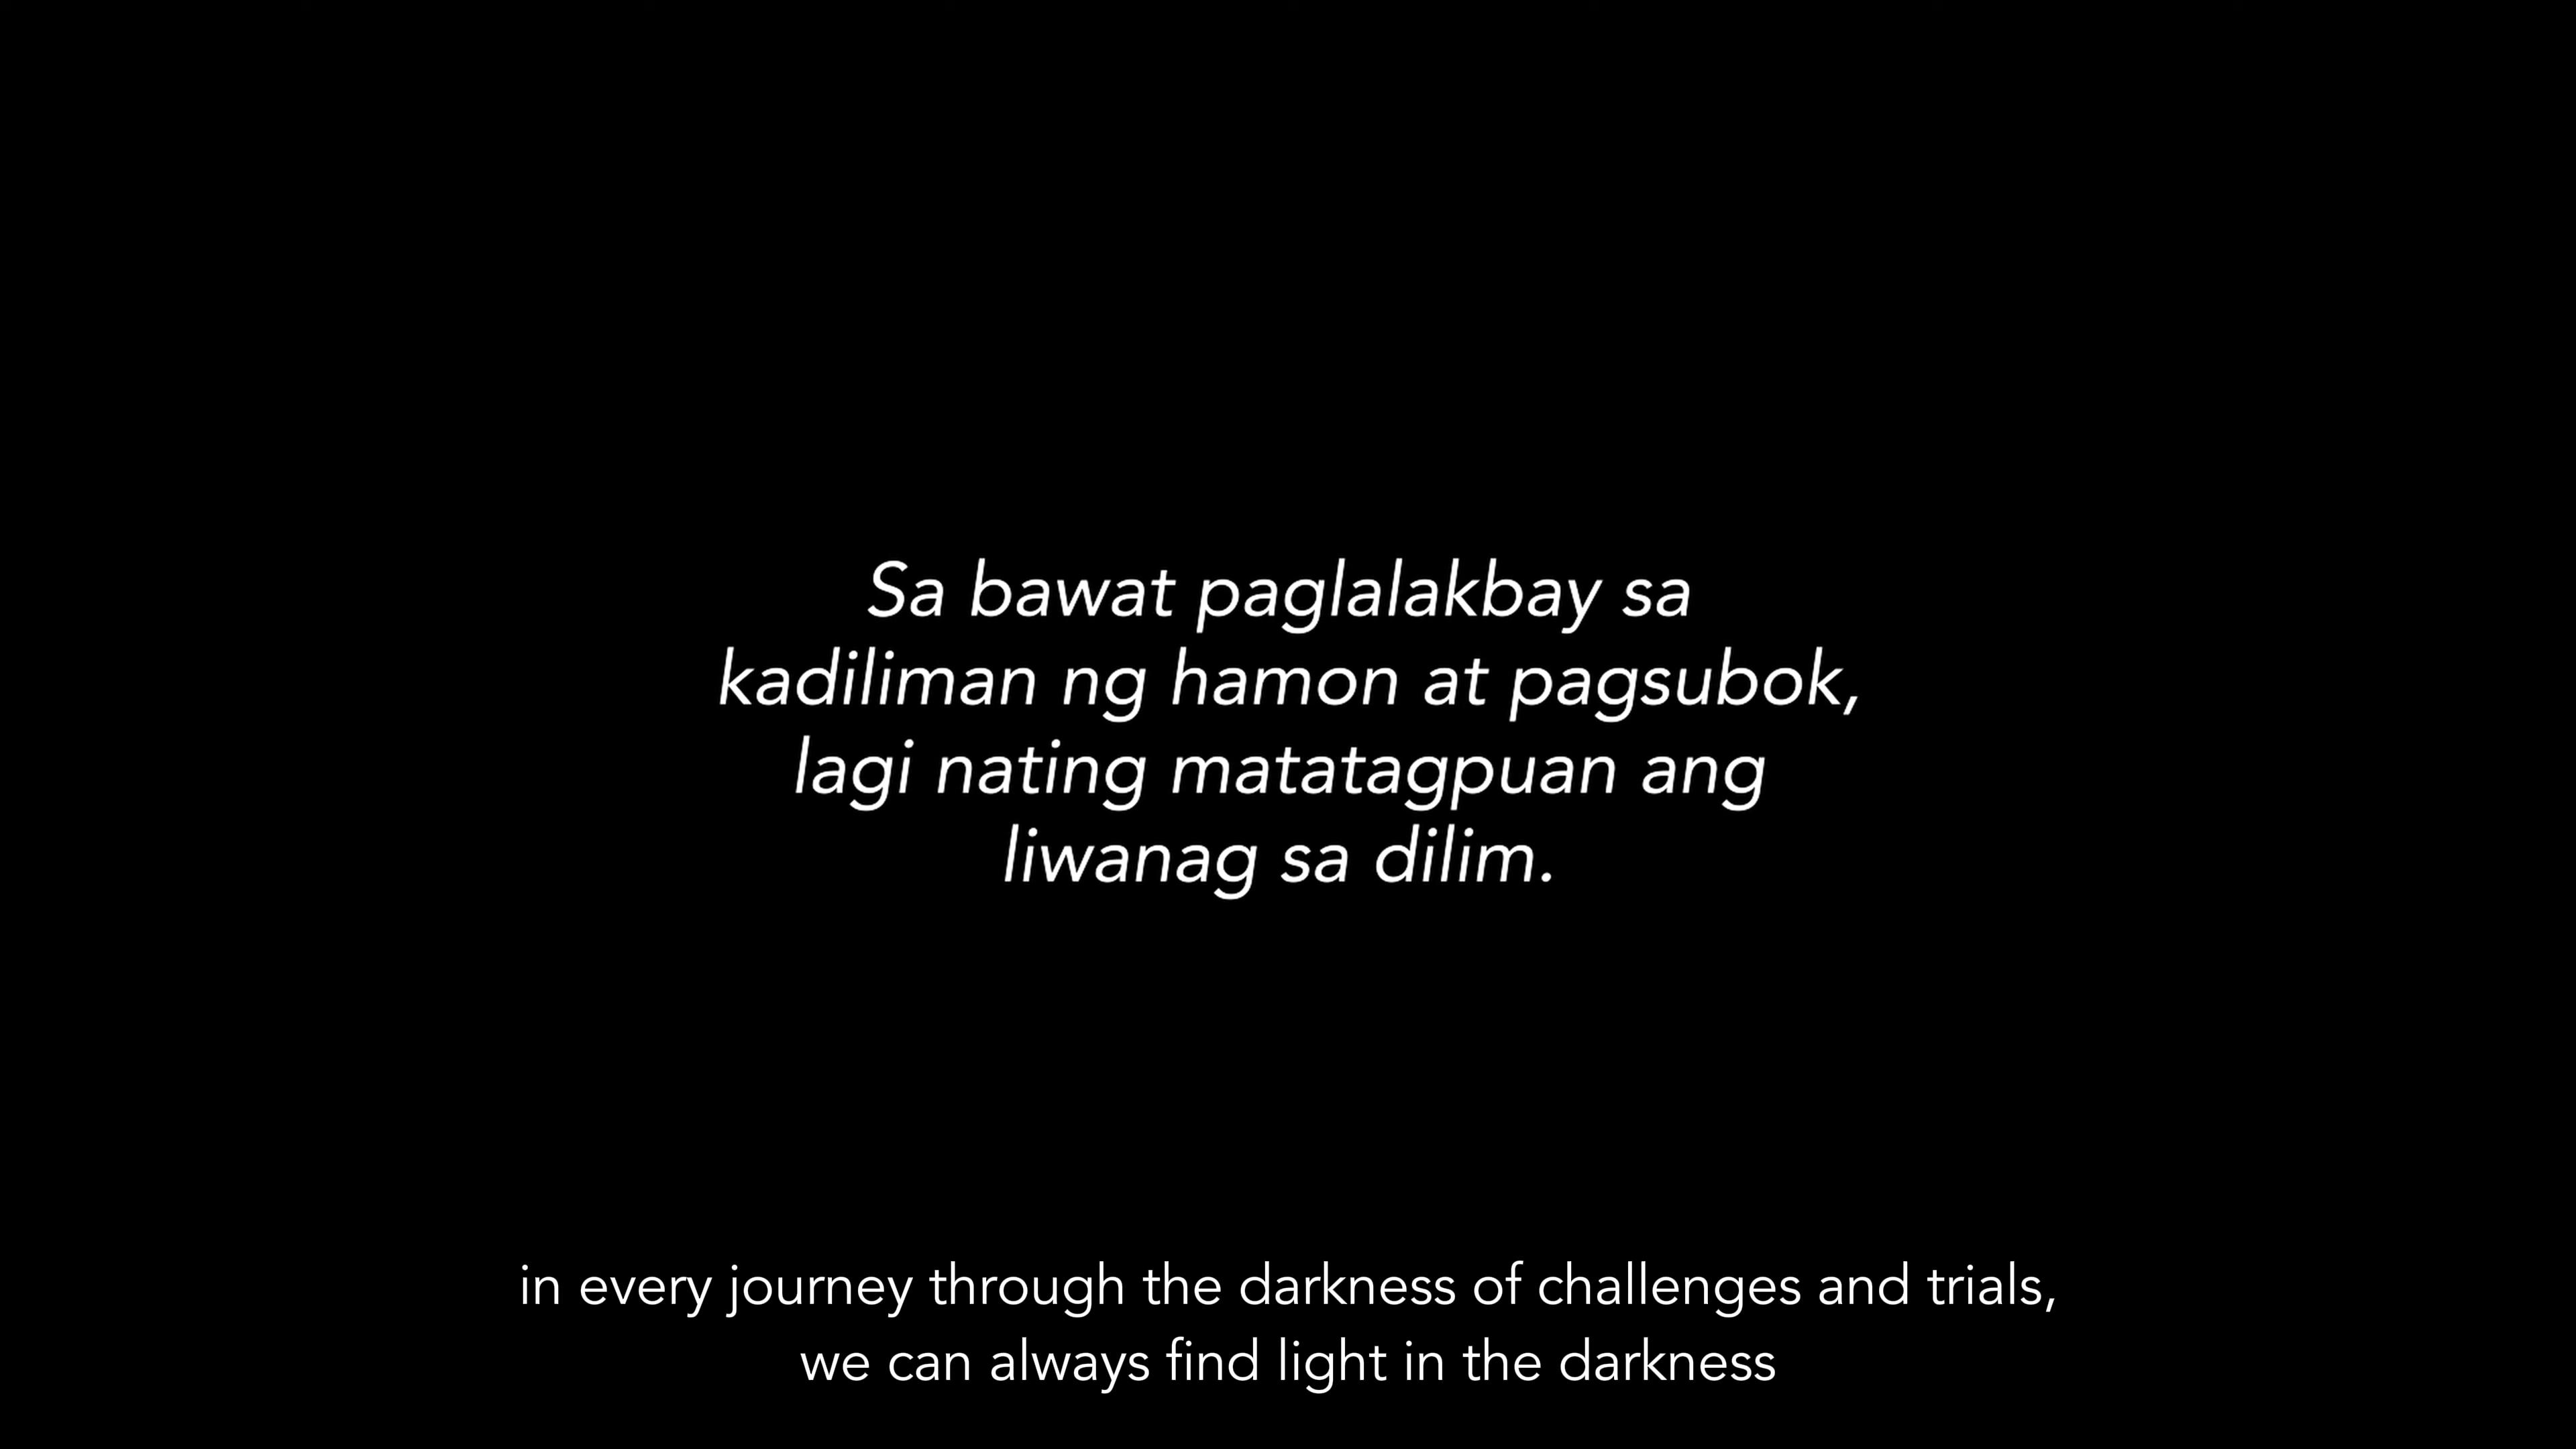 Sa bawat paglalakbay sa
kadiliman ng hamon at pagsubok,
lagi nating matatagpuan ang
liwanag sa dilim.
in every journey through the darkness of challenges and trials,
we can always find light in the darkness